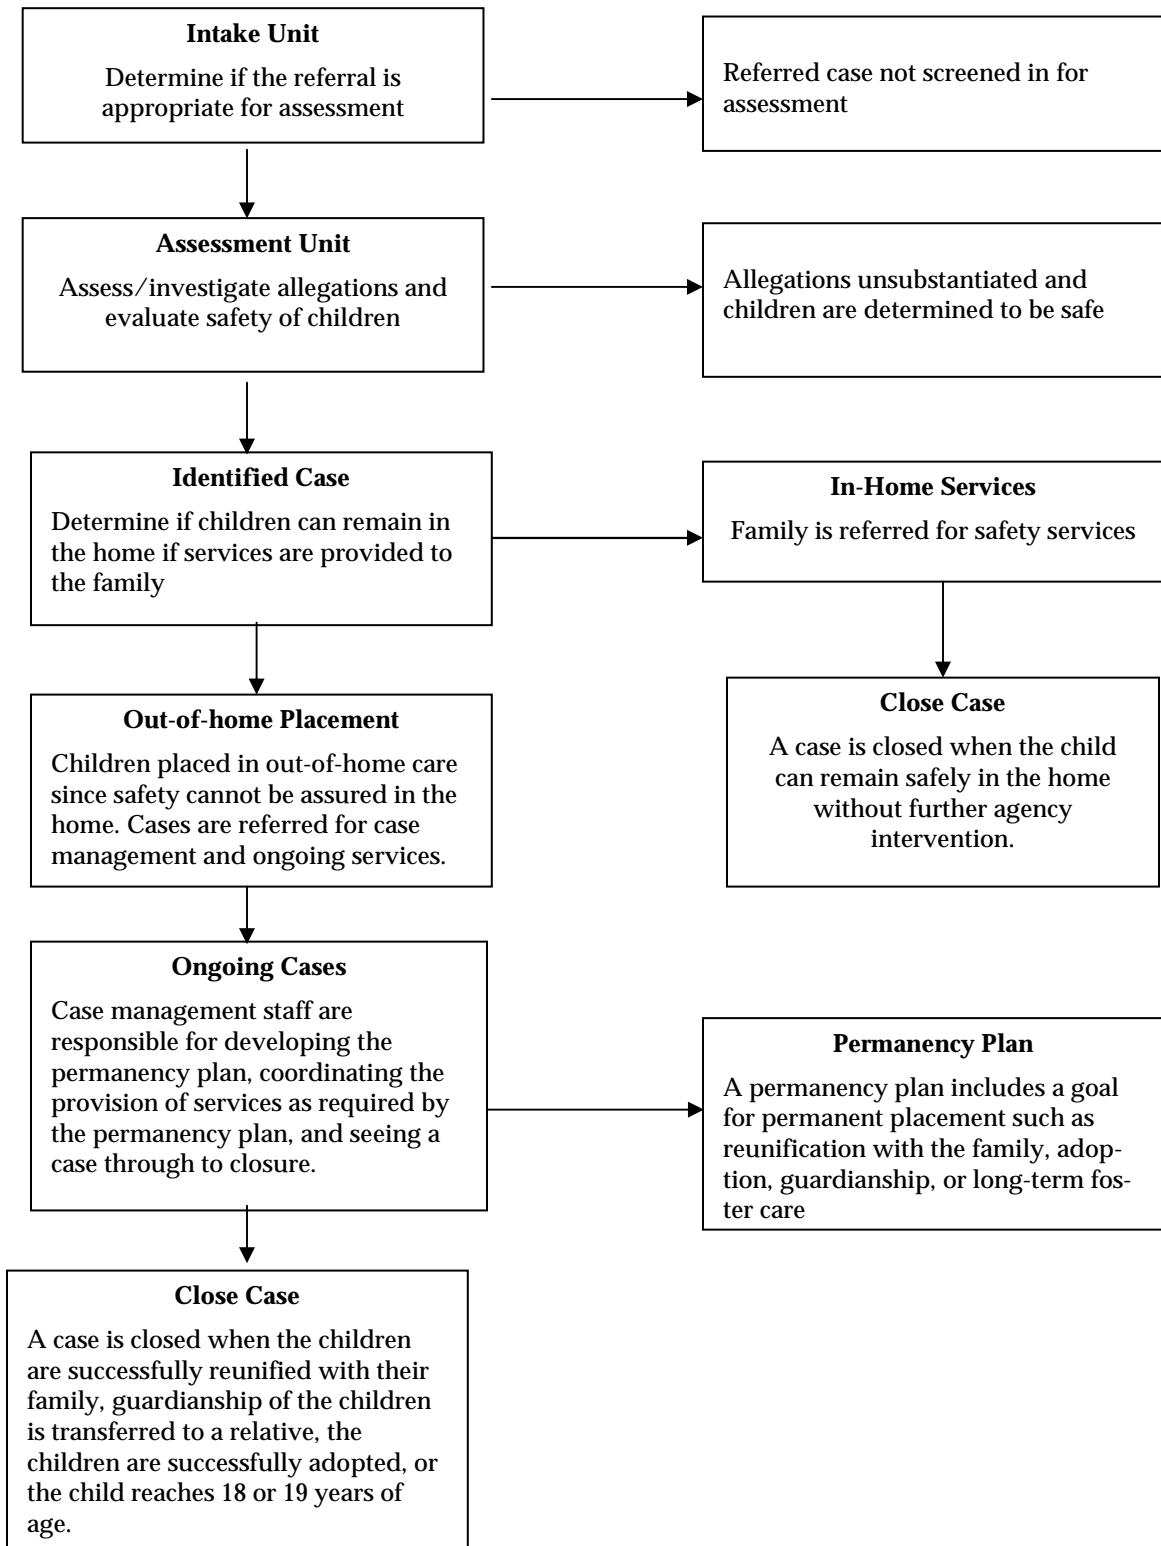 Intake Unit
Determine if the referral is
appropriate for assessment
Referred case not screened in for
assessment
Assessment Unit
Assess/investigate allegations and
evaluate safety of children
Allegations unsubstantiated and
children are determined to be safe
Identified Case
Determine if children can remain in
the home if services are provided to
the family
In-Home Services
Family is referred for safety services
Out-of-home Placement
Children placed in out-of-home care
since safety cannot be assured in the
home. Cases are referred for case
management and ongoing services.
Close Case
A case is closed when the child
can remain safely in the home
without further agency
intervention.
Ongoing Cases
Case management staff are
responsible for developing the
permanency plan, coordinating the
provision of services as required by
the permanency plan, and seeing a
case through to closure.
Permanency Plan
A permanency plan includes a goal
for permanent placement such as
reunification with the family, adop-
tion, guardianship, or long-term fos-
ter care
Close Case
A case is closed when the children
are successfully reunified with their
family, guardianship of the children
is transferred to a relative, the
children are successfully adopted, or
the child reaches 18 or 19 years of
age.